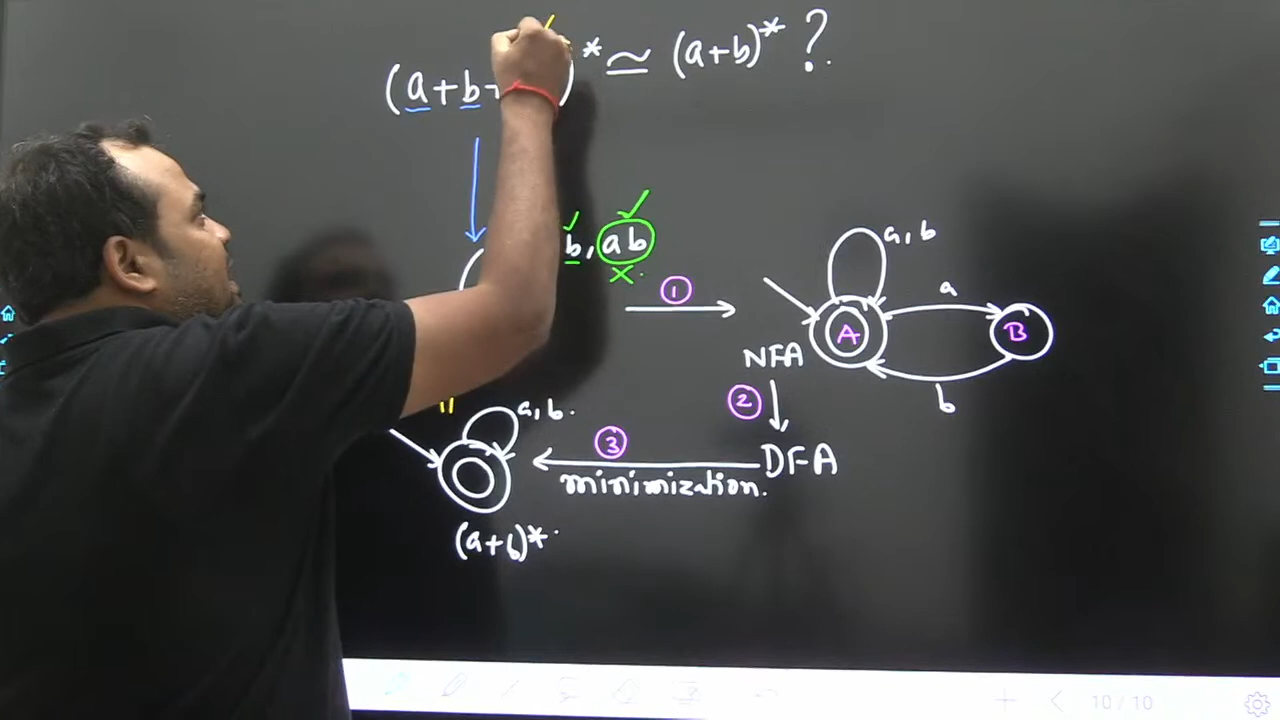 (a+b+ )* ≃ (a+b)* ?
b, ab
1
a, b
a
A
B
NFA
2
b
a, b.
3
DFA
minimization.
(a+b)*.
10 / 10